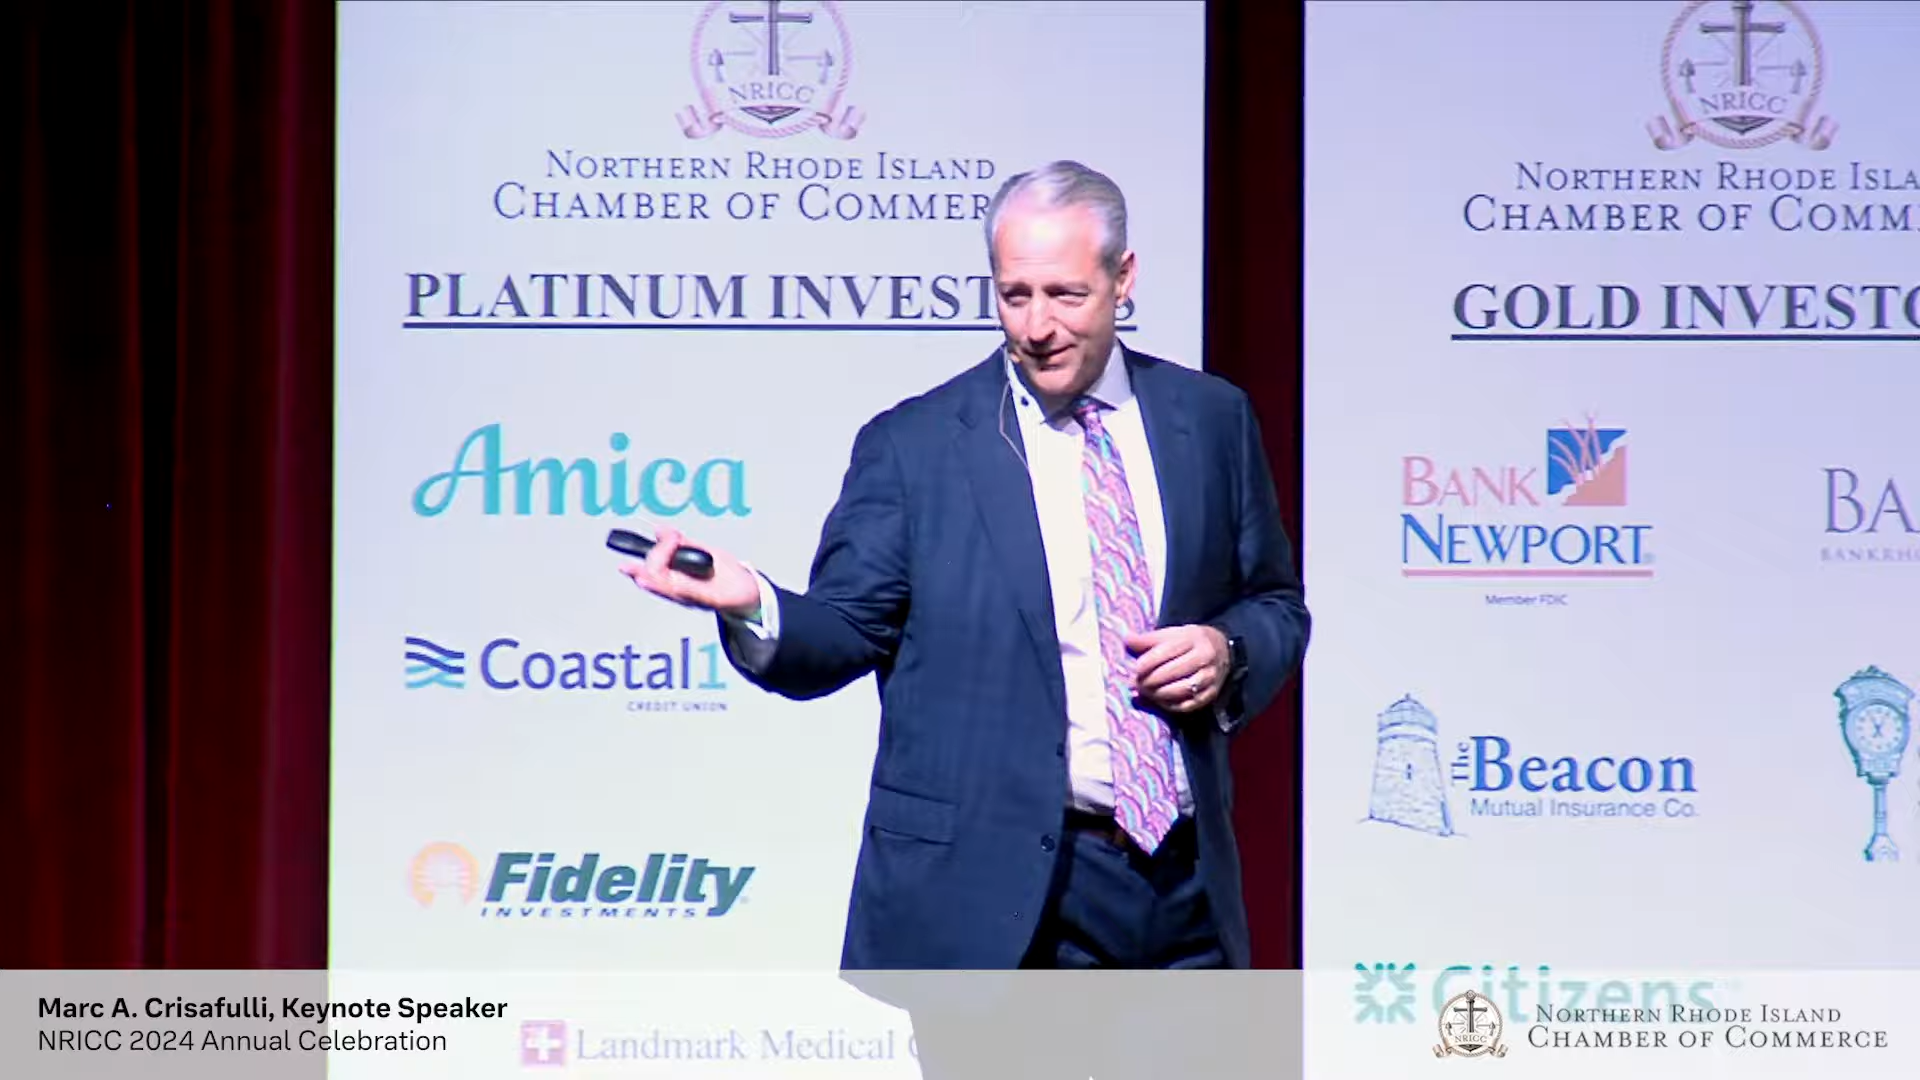 NRICC
NORTHERN RHODE ISLAND
CHAMBER OF COMMER
PLATINUM INVEST S
Amica
Coastal1
CREDIT UNION
Fidelity
INVESTMENTS
Landmark Medical
NRICC
NORTHERN RHODE ISLA
CHAMBER OF COMM
GOLD INVESTO
BANK
NEWPORT
Member FDIC
BA
BANKRH
The Beacon
Mutual Insurance Co.
Citizens
Marc A. Crisafulli, Keynote Speaker
NRICC 2024 Annual Celebration
NRICC
NORTHERN RHODE ISLAND
CHAMBER OF COMMERCE